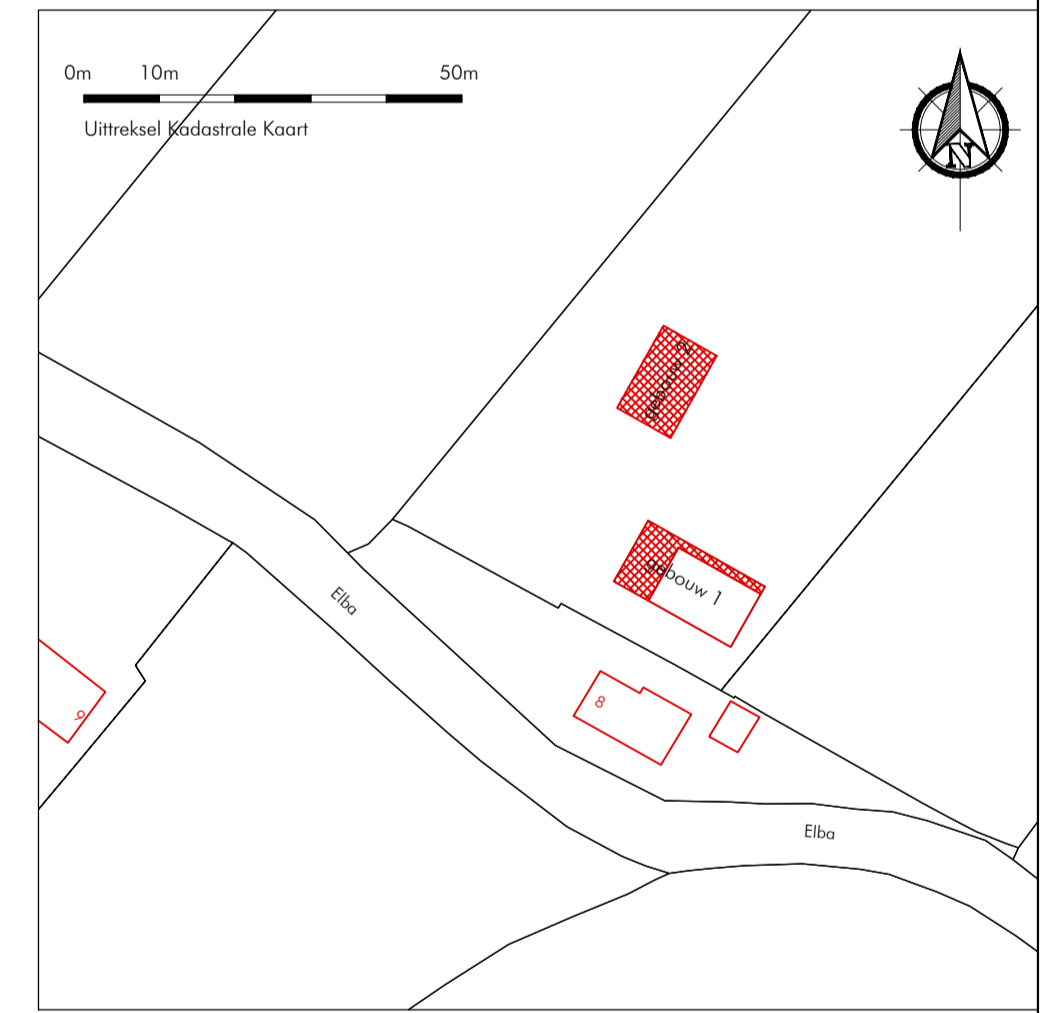 0m 10m 50m
Uittreksel Kadastrale Kaart
N
gebouw 2
gebouw 1
Elba
8
9
Elba